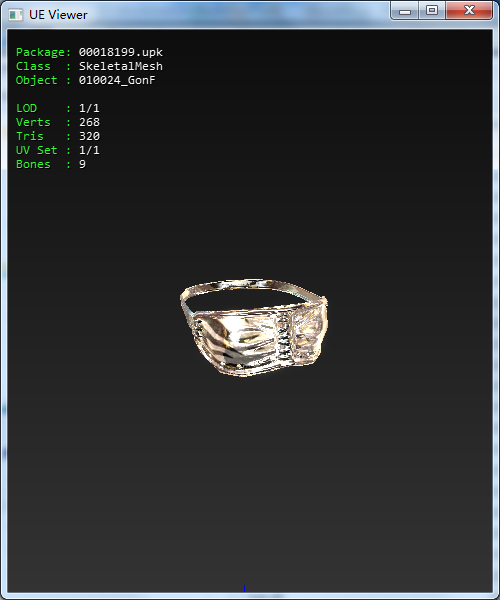 UE Viewer
Package: 00018199.upk
Class  : SkeletalMesh
Object : 010024_GonF
LOD    : 1/1
Verts  : 268
Tris   : 320
UV Set : 1/1
Bones  : 9